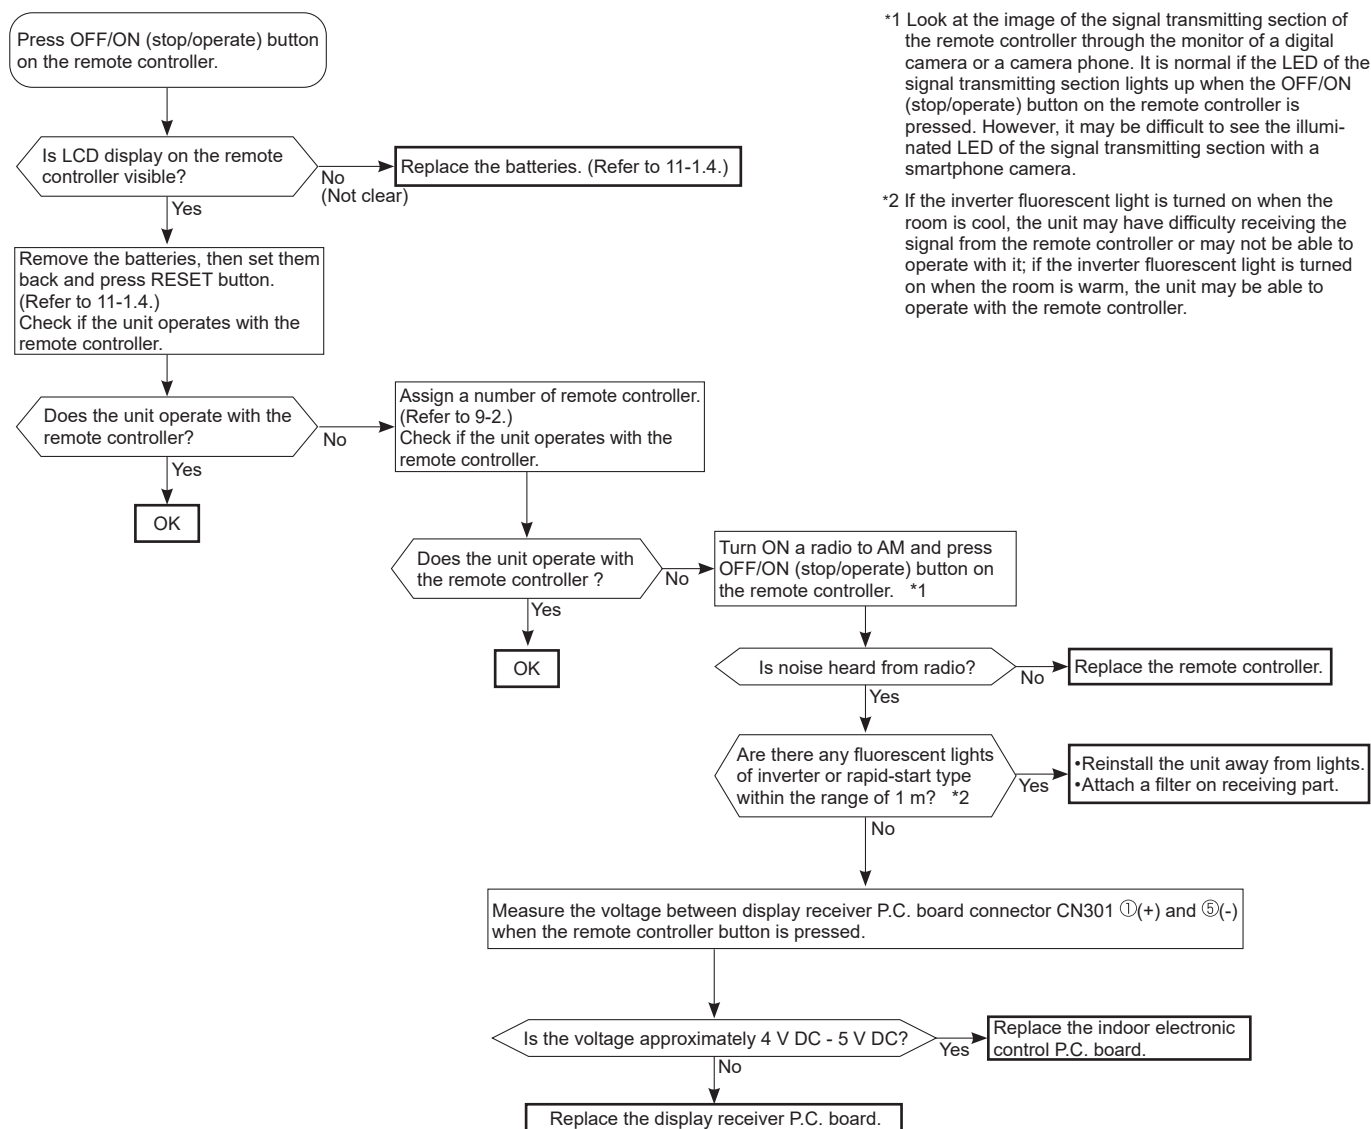 Press OFF/ON (stop/operate) button
on the remote controller.
Is LCD display on the remote
controller visible?
No
(Not clear)
Replace the batteries. (Refer to 11-1.4.)
Yes
Remove the batteries, then set them
back and press RESET button.
(Refer to 11-1.4.)
Check if the unit operates with the
remote controller.
Does the unit operate with the
remote controller?
No
Yes
OK
Assign a number of remote controller.
(Refer to 9-2.)
Check if the unit operates with the
remote controller.
Does the unit operate with
the remote controller ?
No
Yes
OK
Turn ON a radio to AM and press
OFF/ON (stop/operate) button on
the remote controller. *1
Is noise heard from radio?
No
Replace the remote controller.
Yes
Are there any fluorescent lights
of inverter or rapid-start type
within the range of 1 m? *2
Yes
•Reinstall the unit away from lights.
•Attach a filter on receiving part.
No
Measure the voltage between display receiver P.C. board connector CN301 ①(+) and ⑤(-)
when the remote controller button is pressed.
Is the voltage approximately 4 V DC - 5 V DC?
Yes
Replace the indoor electronic
control P.C. board.
No
Replace the display receiver P.C. board.
*1 Look at the image of the signal transmitting section of
the remote controller through the monitor of a digital
camera or a camera phone. It is normal if the LED of the
signal transmitting section lights up when the OFF/ON
(stop/operate) button on the remote controller is
pressed. However, it may be difficult to see the illumi-
nated LED of the signal transmitting section with a
smartphone camera.
*2 If the inverter fluorescent light is turned on when the
room is cool, the unit may have difficulty receiving the
signal from the remote controller or may not be able to
operate with it; if the inverter fluorescent light is turned
on when the room is warm, the unit may be able to
operate with the remote controller.